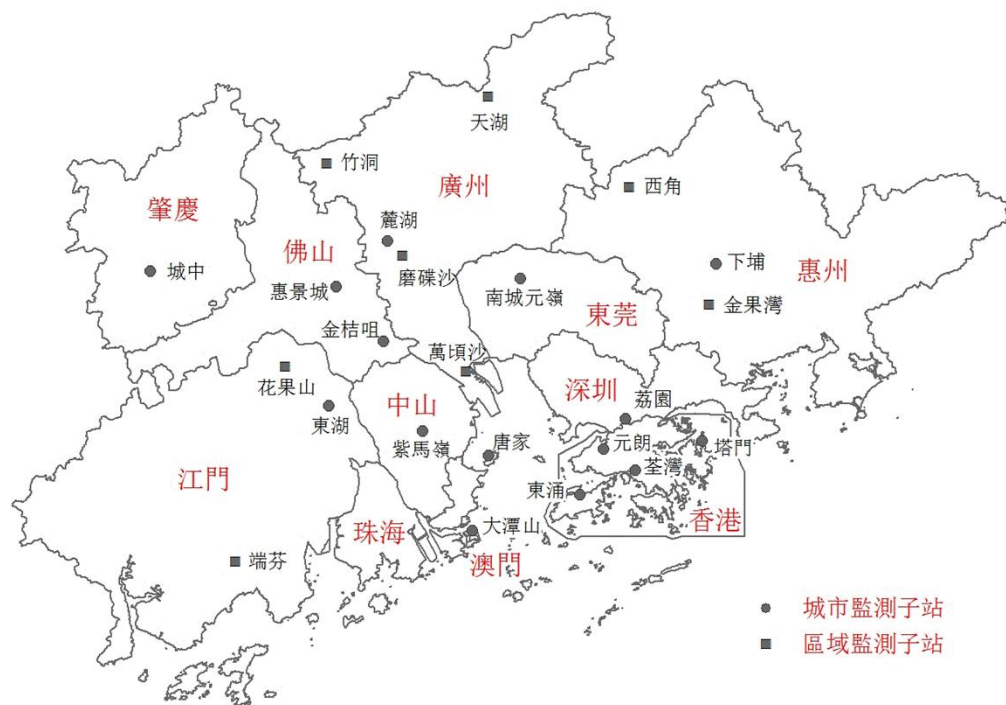 天湖
竹洞
廣州
西角
肇慶
麓湖
佛山
磨碟沙
下埔
惠州
城中
惠景城
南城元嶺
東莞
金果灣
金桔咀
萬頃沙
花果山
深圳
中山
東湖
荔園
紫馬嶺
唐家
元朗
塔門
荃灣
江門
東涌
香港
珠海
大潭山
澳門
端芬
城市監測子站
區域監測子站